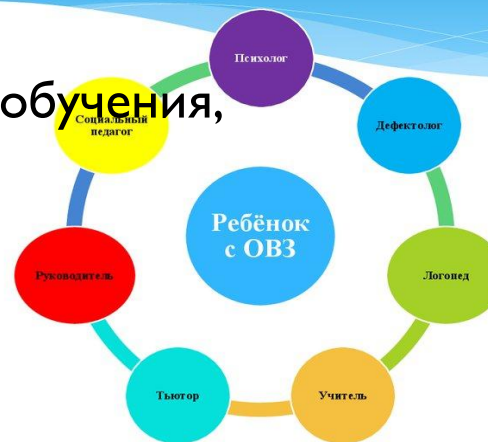 обучения,
Психолог
Социальный
педагог
Дефектолог
Ребёнок
с ОВЗ
Руководитель
Логопед
Тьютор
Учитель